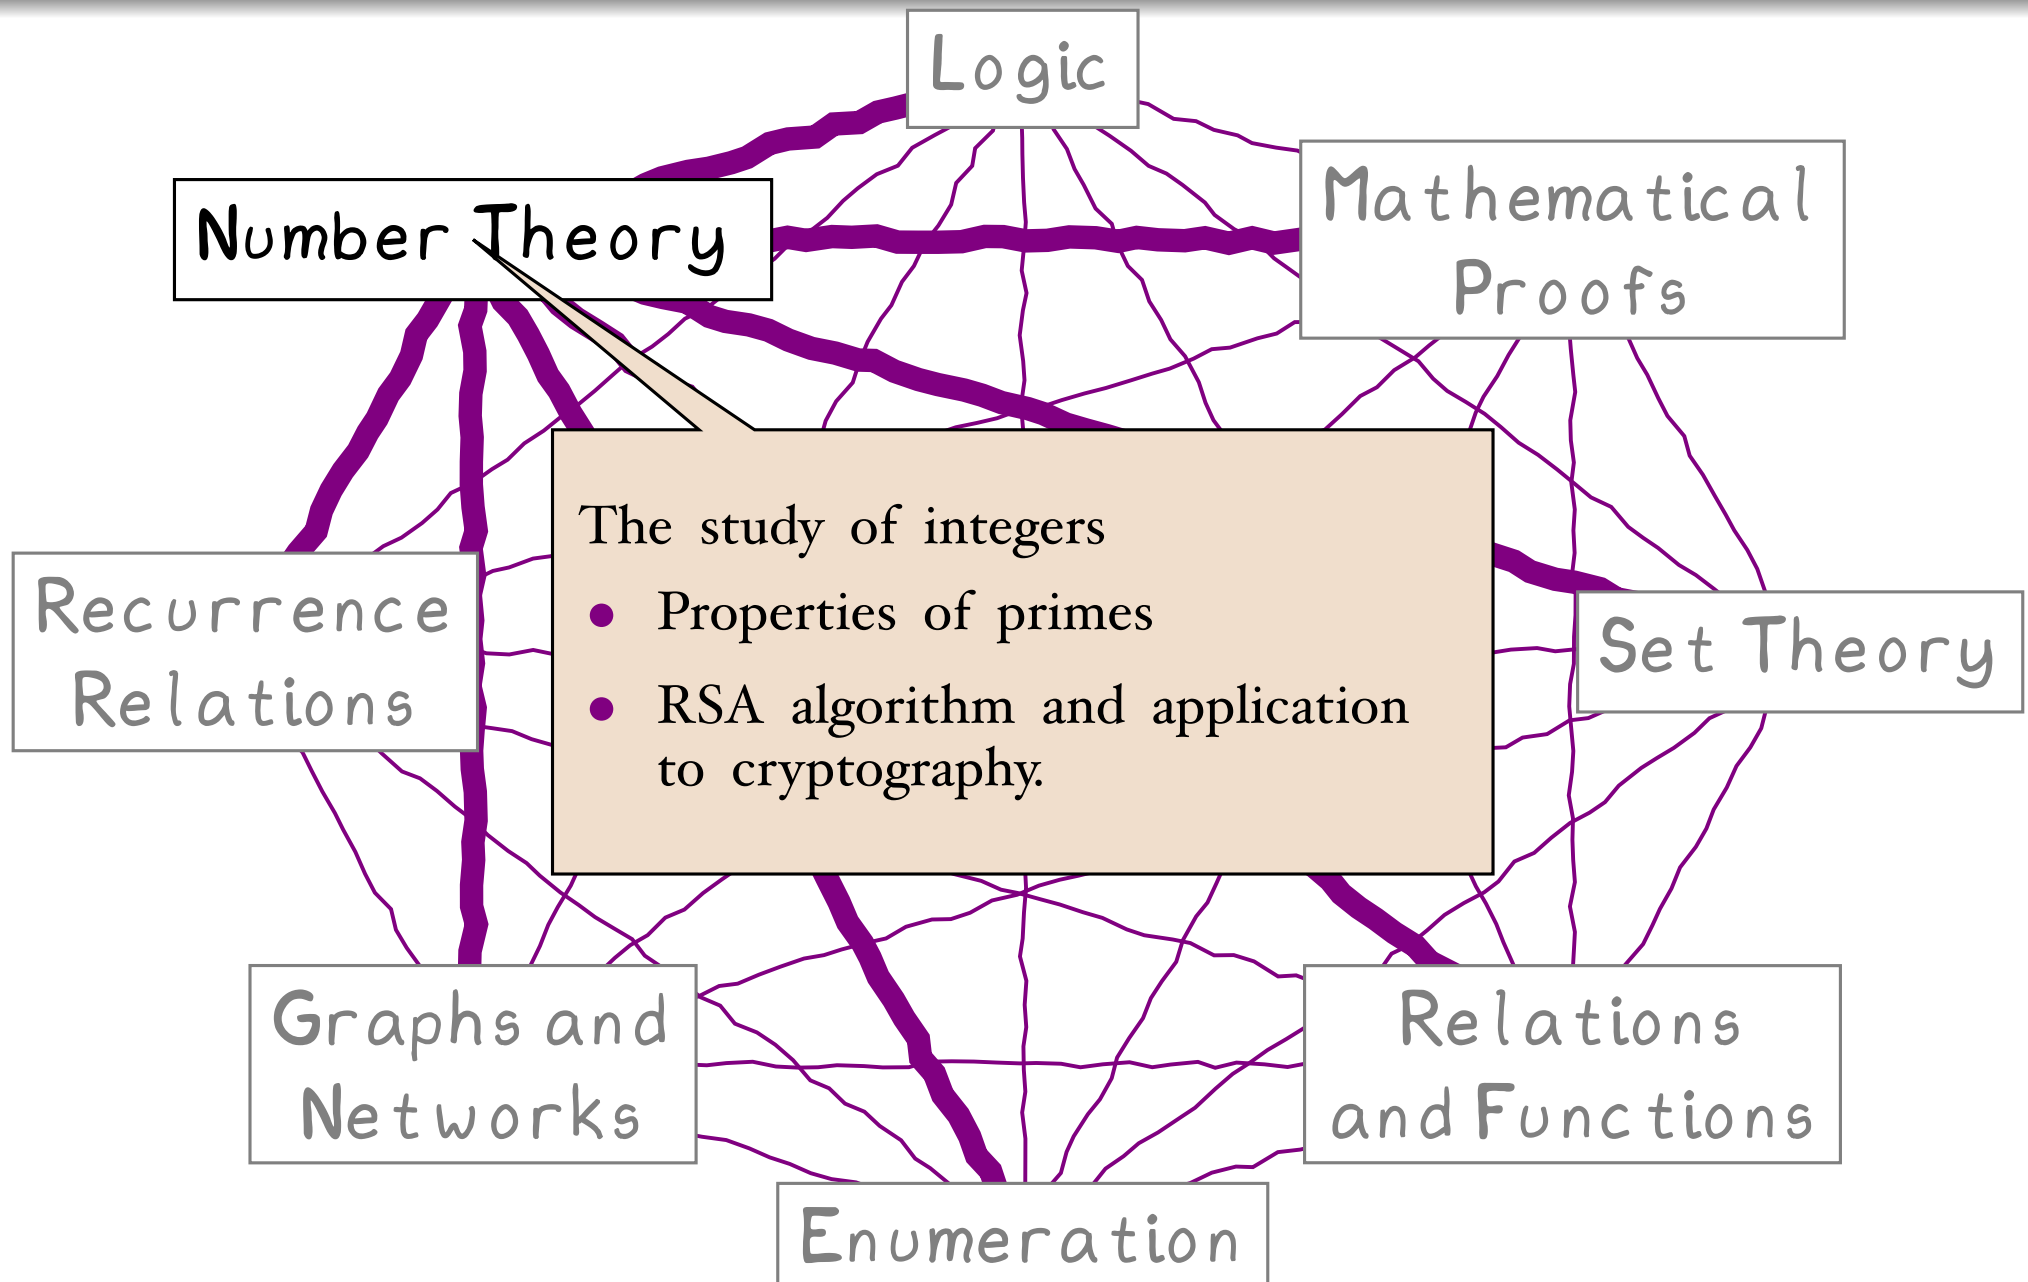 Logic
Number Theory
Mathematical
Proofs
The study of integers
• Properties of primes
• RSA algorithm and application
to cryptography.
Recurrence
Relations
Set Theory
Graphs and
Networks
Relations
and Functions
Enumeration